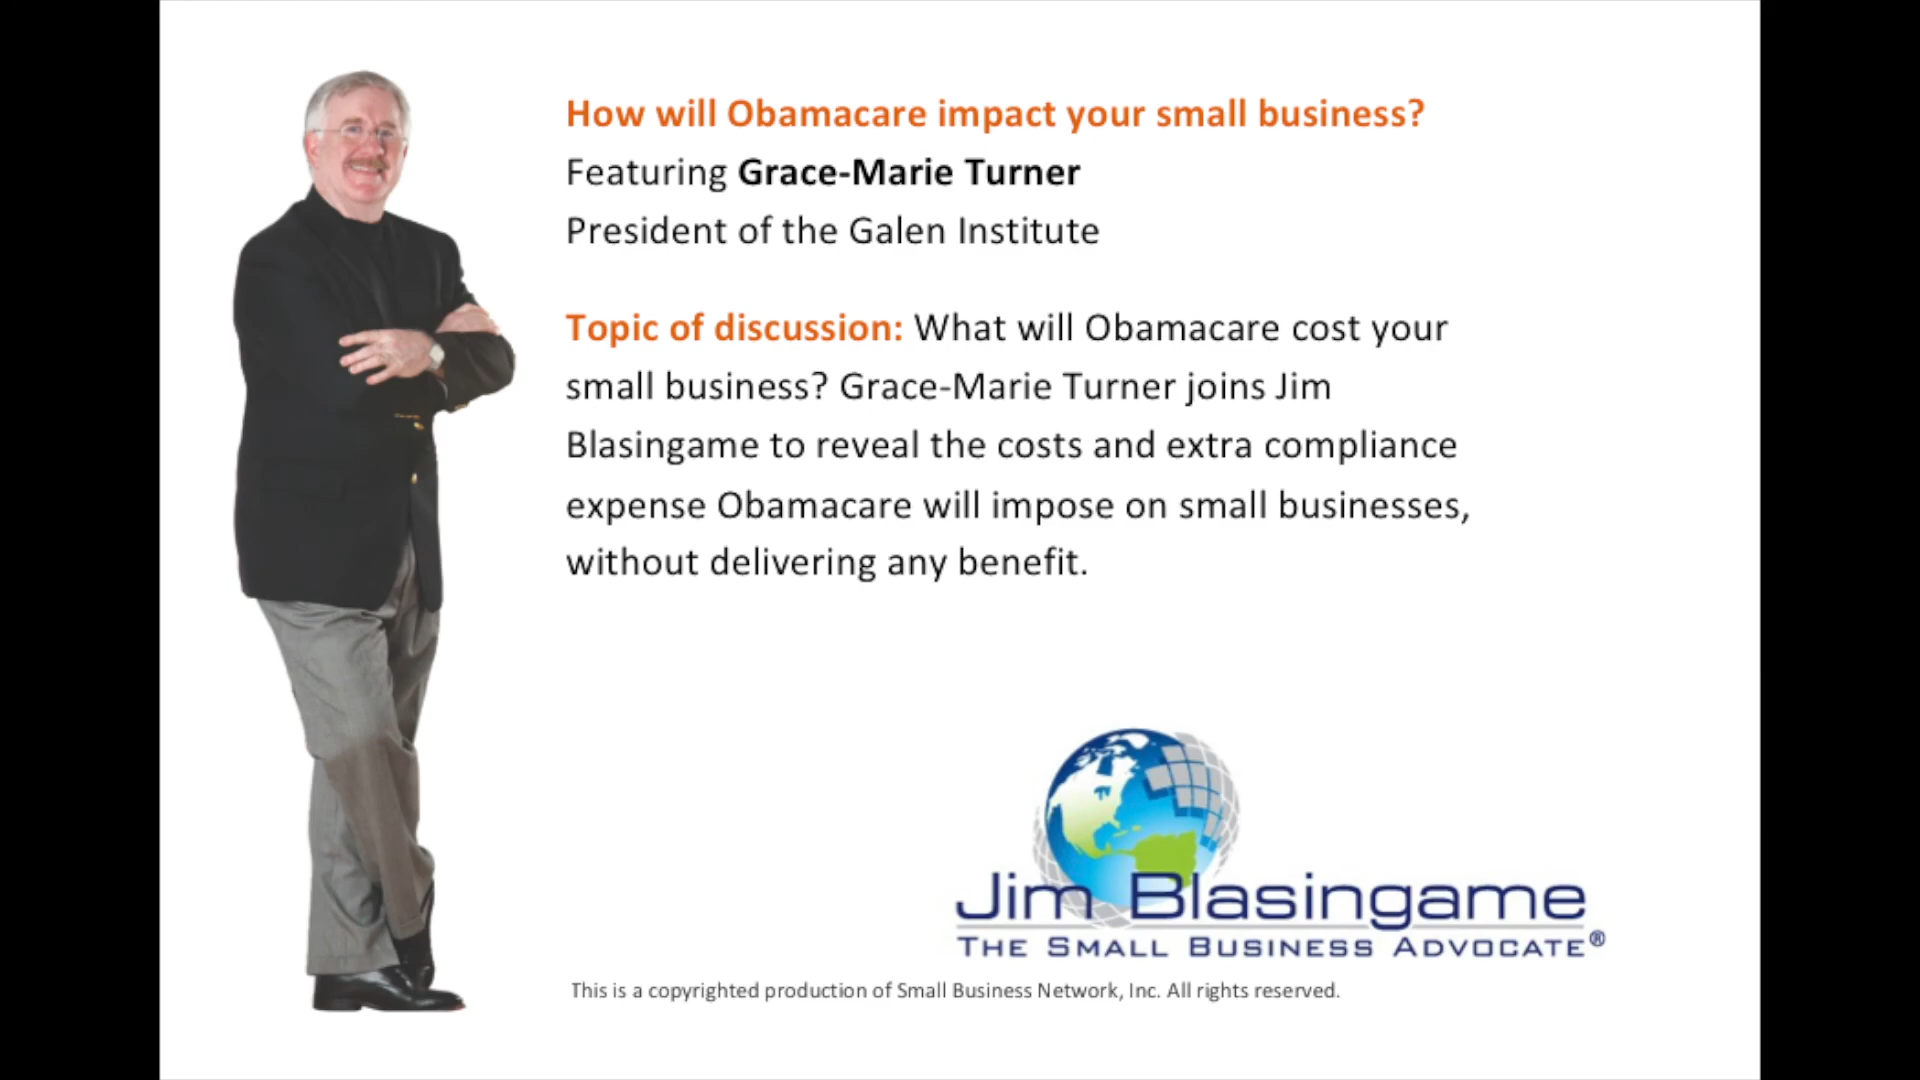 How will Obamacare impact your small business?
Featuring Grace-Marie Turner
President of the Galen Institute
Topic of discussion: What will Obamacare cost your
small business? Grace-Marie Turner joins Jim
Blasingame to reveal the costs and extra compliance
expense Obamacare will impose on small businesses,
without delivering any benefit.
Jim Blasingame
THE SMALL BUSINESS ADVOCATE®
This is a copyrighted production of Small Business Network, Inc. All rights reserved.